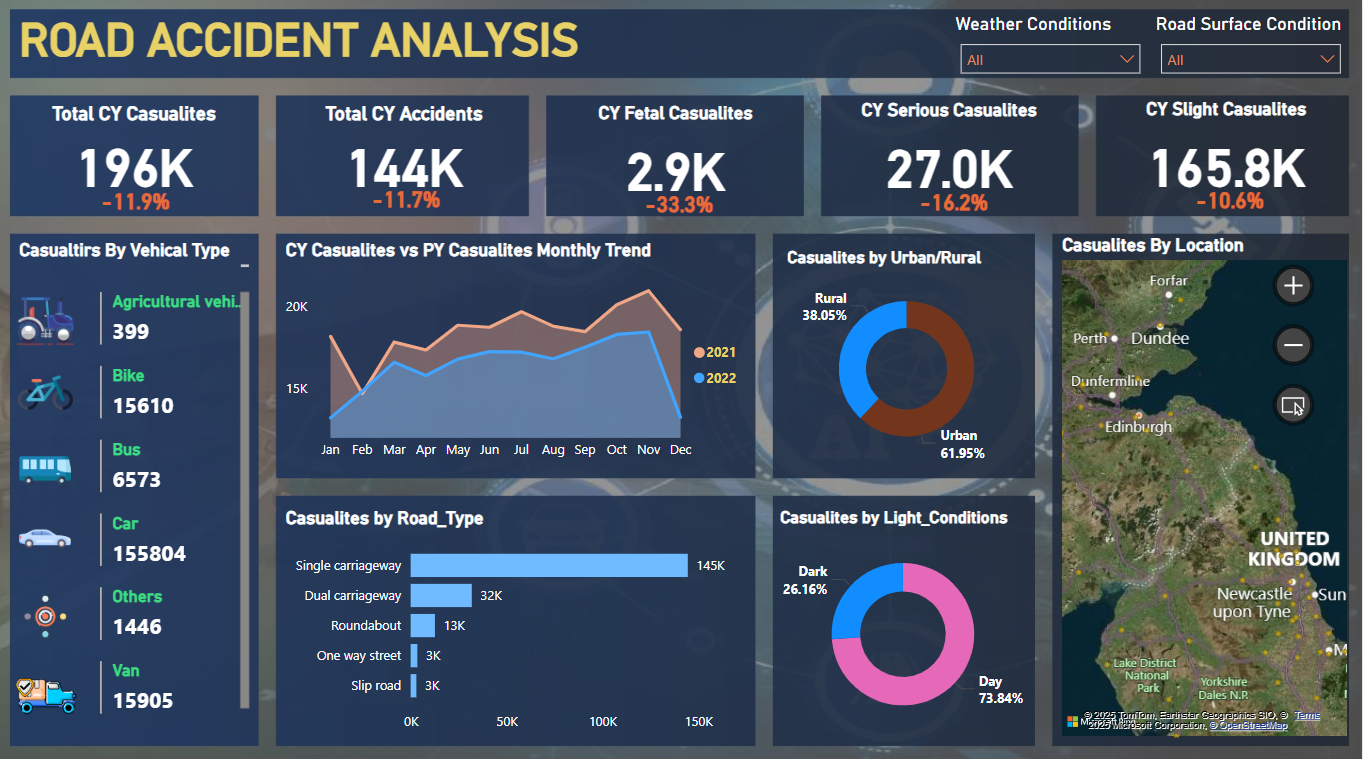 ROAD ACCIDENT ANALYSIS
Weather Conditions
All
Road Surface Condition
All
Total CY Casualites
196K
-11.9%
Total CY Accidents
144K
-11.7%
CY Fetal Casualites
2.9K
-33.3%
CY Serious Casualites
27.0K
-16.2%
CY Slight Casualites
165.8K
-10.6%
Casualtirs By Vehical Type
Agricultural vehi..
399
Bike
15610
Bus
6573
Car
155804
Others
1446
Van
15905
CY Casualites vs PY Casualites Monthly Trend
20K
15K
2021
2022
Jan Feb Mar Apr May Jun Jul Aug Sep Oct Nov Dec
Casualites by Urban/Rural
Rural
38.05%
Urban
61.95%
Casualites by Road_Type
Single carriageway 145K
Dual carriageway 32K
Roundabout 13K
One way street 3K
Slip road 3K
0K 50K 100K 150K
Casualites by Light_Conditions
Dark
26.16%
Day
73.84%
Casualites By Location
Forfar
Perth
Dundee
Dunfermline
Edinburgh
UNITED
KINGDOM
Newcastle
upon Tyne
Sun
M
Lake District
National
Park
Yorkshire
Dales N.P.
© 2025 TomTom, Earthstar Geographics SIO, © Terms
2025 Microsoft Corporation, © OpenStreetMap